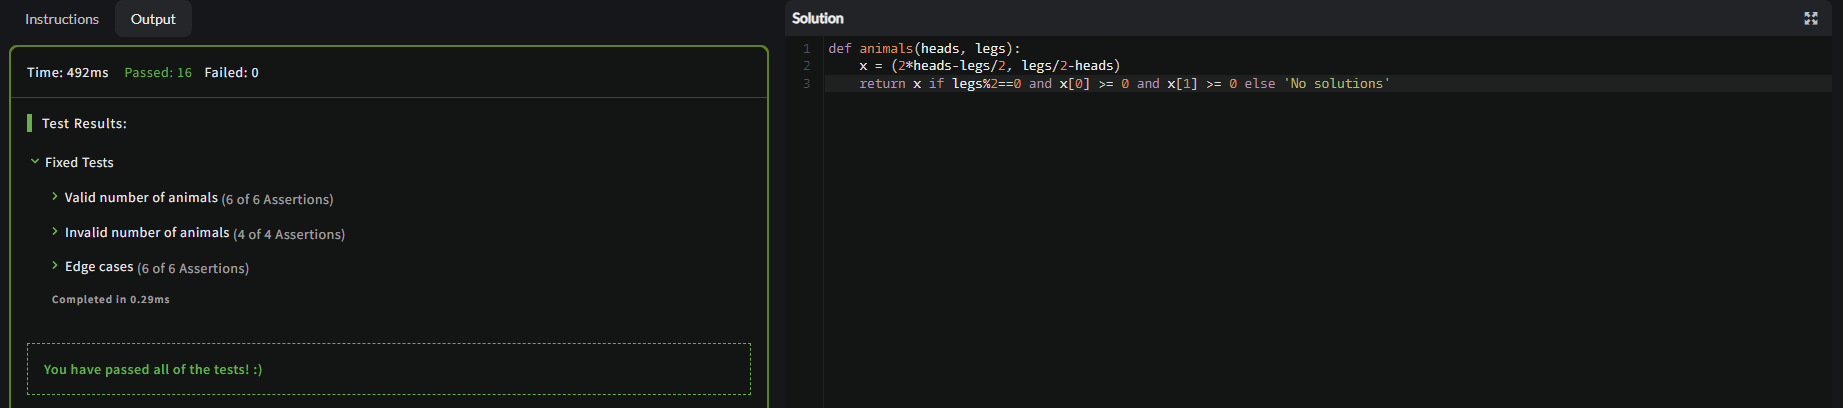 Instructions
Output
Time: 492ms Passed: 16 Failed: 0
Test Results:
Fixed Tests
Valid number of animals (6 of 6 Assertions)
Invalid number of animals (4 of 4 Assertions)
Edge cases (6 of 6 Assertions)
Completed in 0.29ms
You have passed all of the tests! :)
Solution
1 def animals(heads, legs):
2     x = (2*heads-legs/2, legs/2-heads)
3     return x if legs%2==0 and x[0] >= 0 and x[1] >= 0 else 'No solutions'